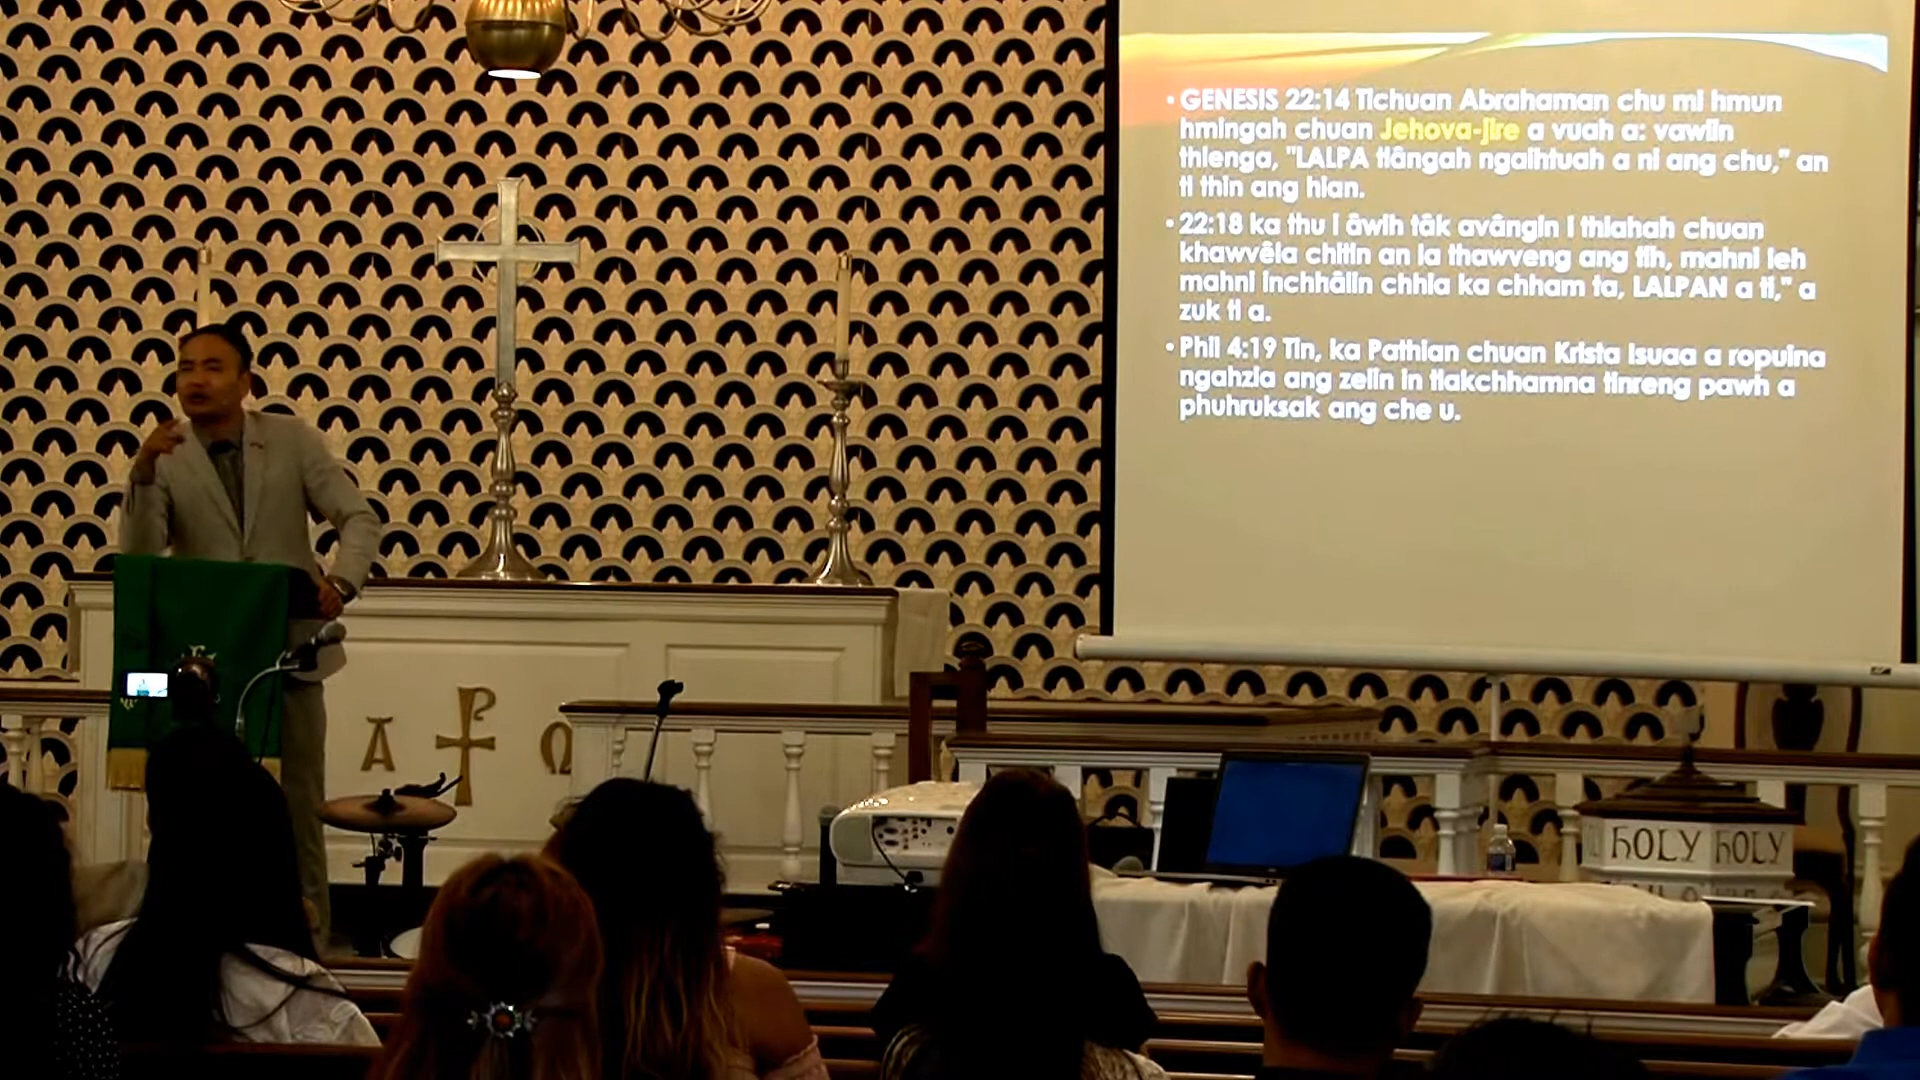 • GENESIS 22:14 Tichuan Abrahaman chu mi hmun
hmingah chuan Jehova-jire a vuah a: vawiin
thlenga, "LALPA tlângah ngaihtuah a ni ang chu," an
ti thin ang hian.
• 22:18 ka thu i âwih tâk avângin i thlahah chuan
khawvêla chitin an la thawveng ang tih, mahni leh
mahni inchhâlin chhia ka chham ta, LALPAN a ti," a
zuk ti a.
• Phil 4:19 Tin, ka Pathian chuan Krista Isuaa a ropuina
ngahzia ang zelin in tlakchhamna tinreng pawh a
phuhruksak ang che u.
A Ω
HOLY HOLY